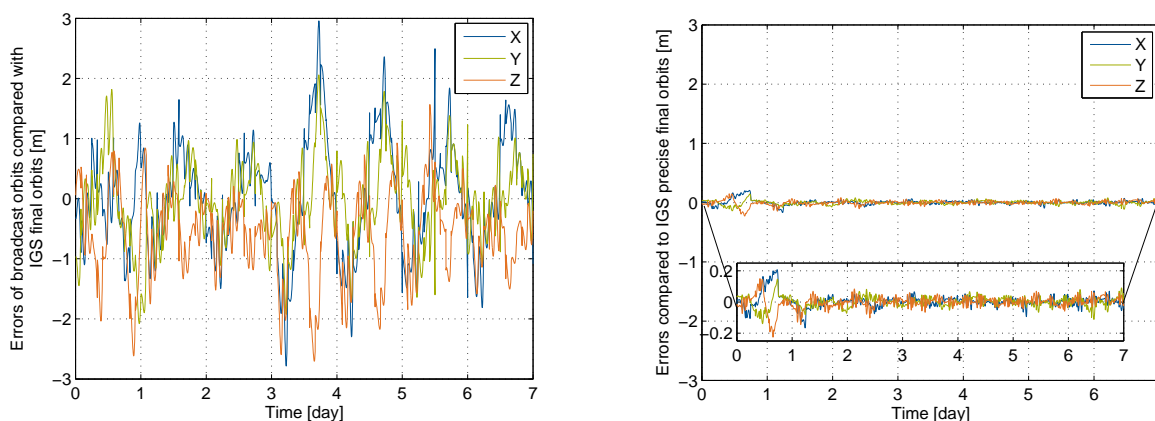 Errors of broadcast orbits compared with
IGS final orbits [m]
3
2
1
0
−1
−2
−3
0 1 2 3 4 5 6 7
Time [day]
X
Y
Z
Errors compared to IGS precise final orbits [m]
3
2
1
0
−1
−2
−3
0 1 2 3 4 5 6
Time [day]
X
Y
Z
0.2
0
−0.2
0 1 2 3 4 5 6 7